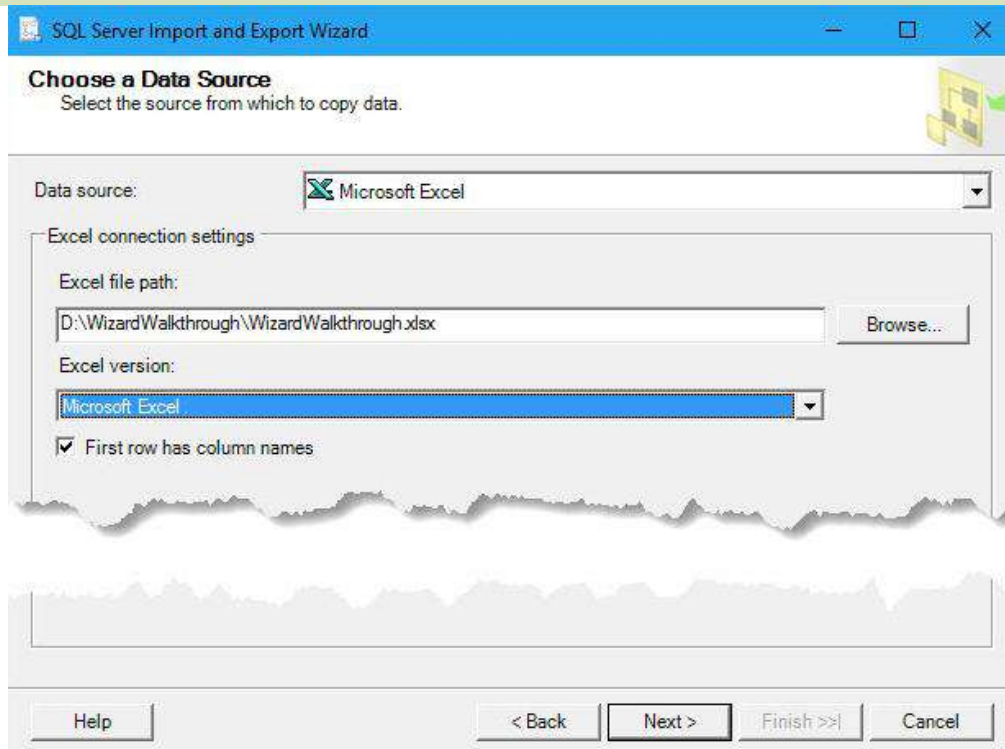 SQL Server Import and Export Wizard
Choose a Data Source
Select the source from which to copy data.
Data source: Microsoft Excel
Excel connection settings
Excel file path:
D:\WizardWalkthrough\WizardWalkthrough.xlsx Browse...
Excel version:
Microsoft Excel
First row has column names
Help < Back Next > Finish >>| Cancel